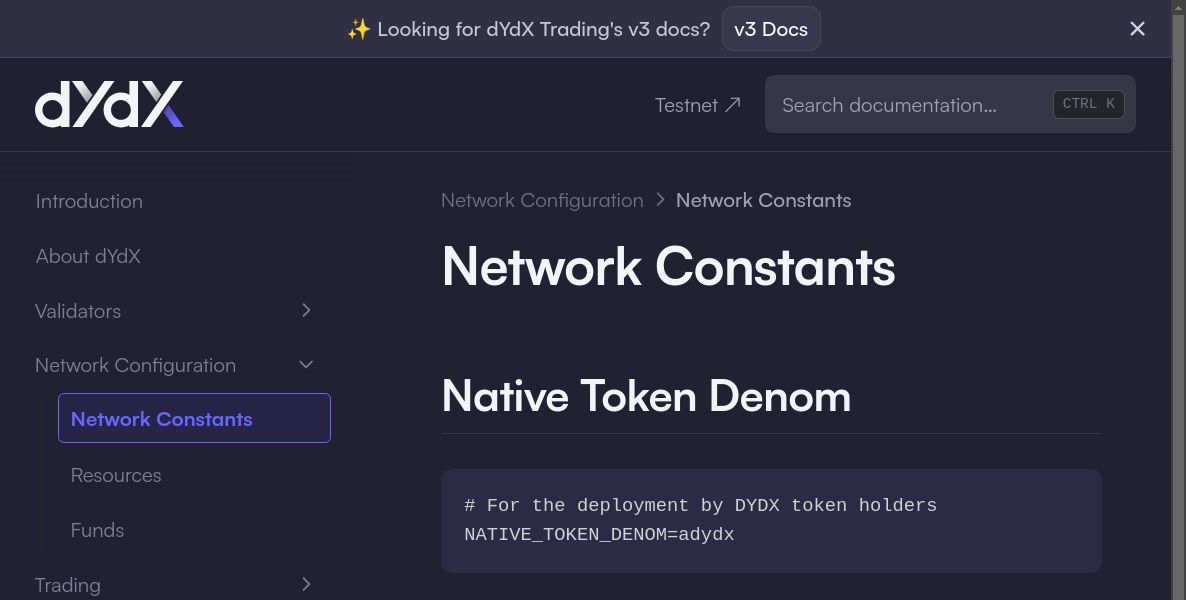 ✨ Looking for dYdX Trading's v3 docs? v3 Docs
dYdX
Testnet
Search documentation...
CTRL K
Introduction
About dYdX
Validators
Network Configuration
Network Constants
Resources
Funds
Trading
Network Configuration > Network Constants
Network Constants
Native Token Denom
# For the deployment by DYDX token holders
NATIVE_TOKEN_DENOM=adydx